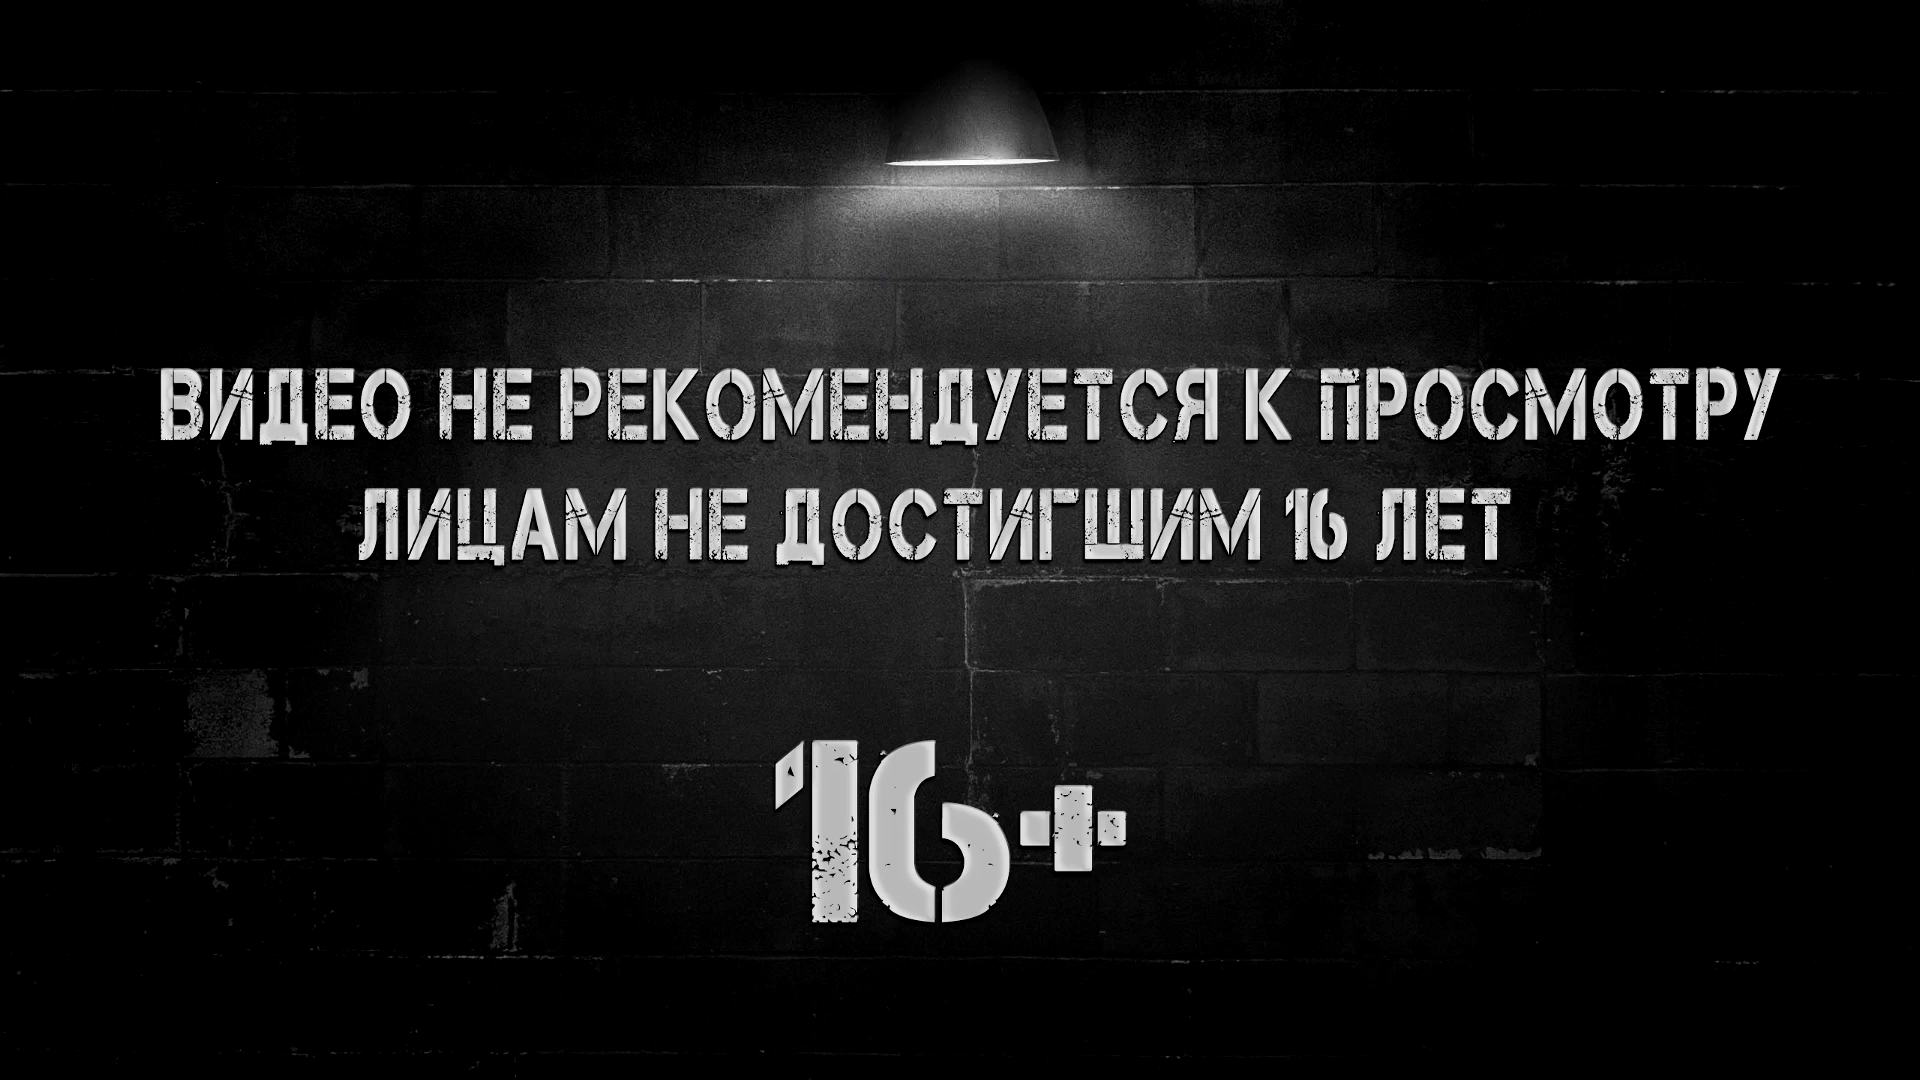 ВИДЕО НЕ РЕКОМЕНДУЕТСЯ К ПРОСМОТРУ
ЛИЦАМ НЕ ДОСТИГШИМ 16 ЛЕТ
16+